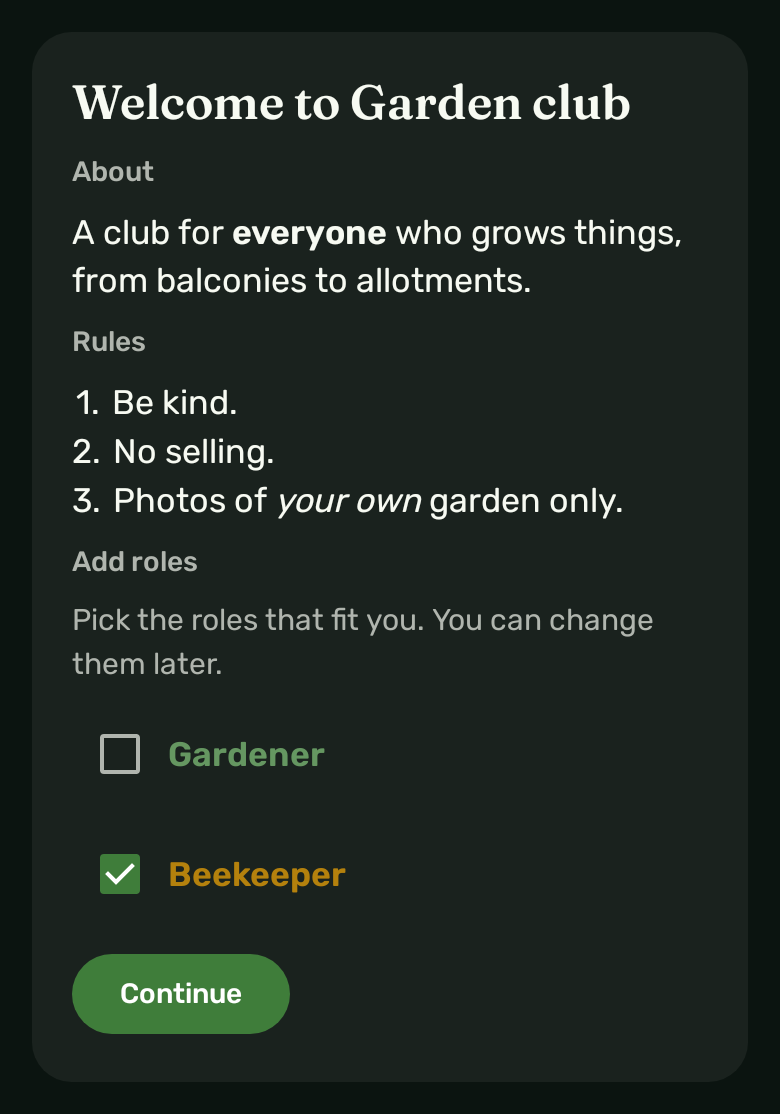 Welcome to Garden club
About
A club for everyone who grows things,
from balconies to allotments.
Rules
1. Be kind.
2. No selling.
3. Photos of your own garden only.
Add roles
Pick the roles that fit you. You can change
them later.
Gardener
Beekeeper
Continue